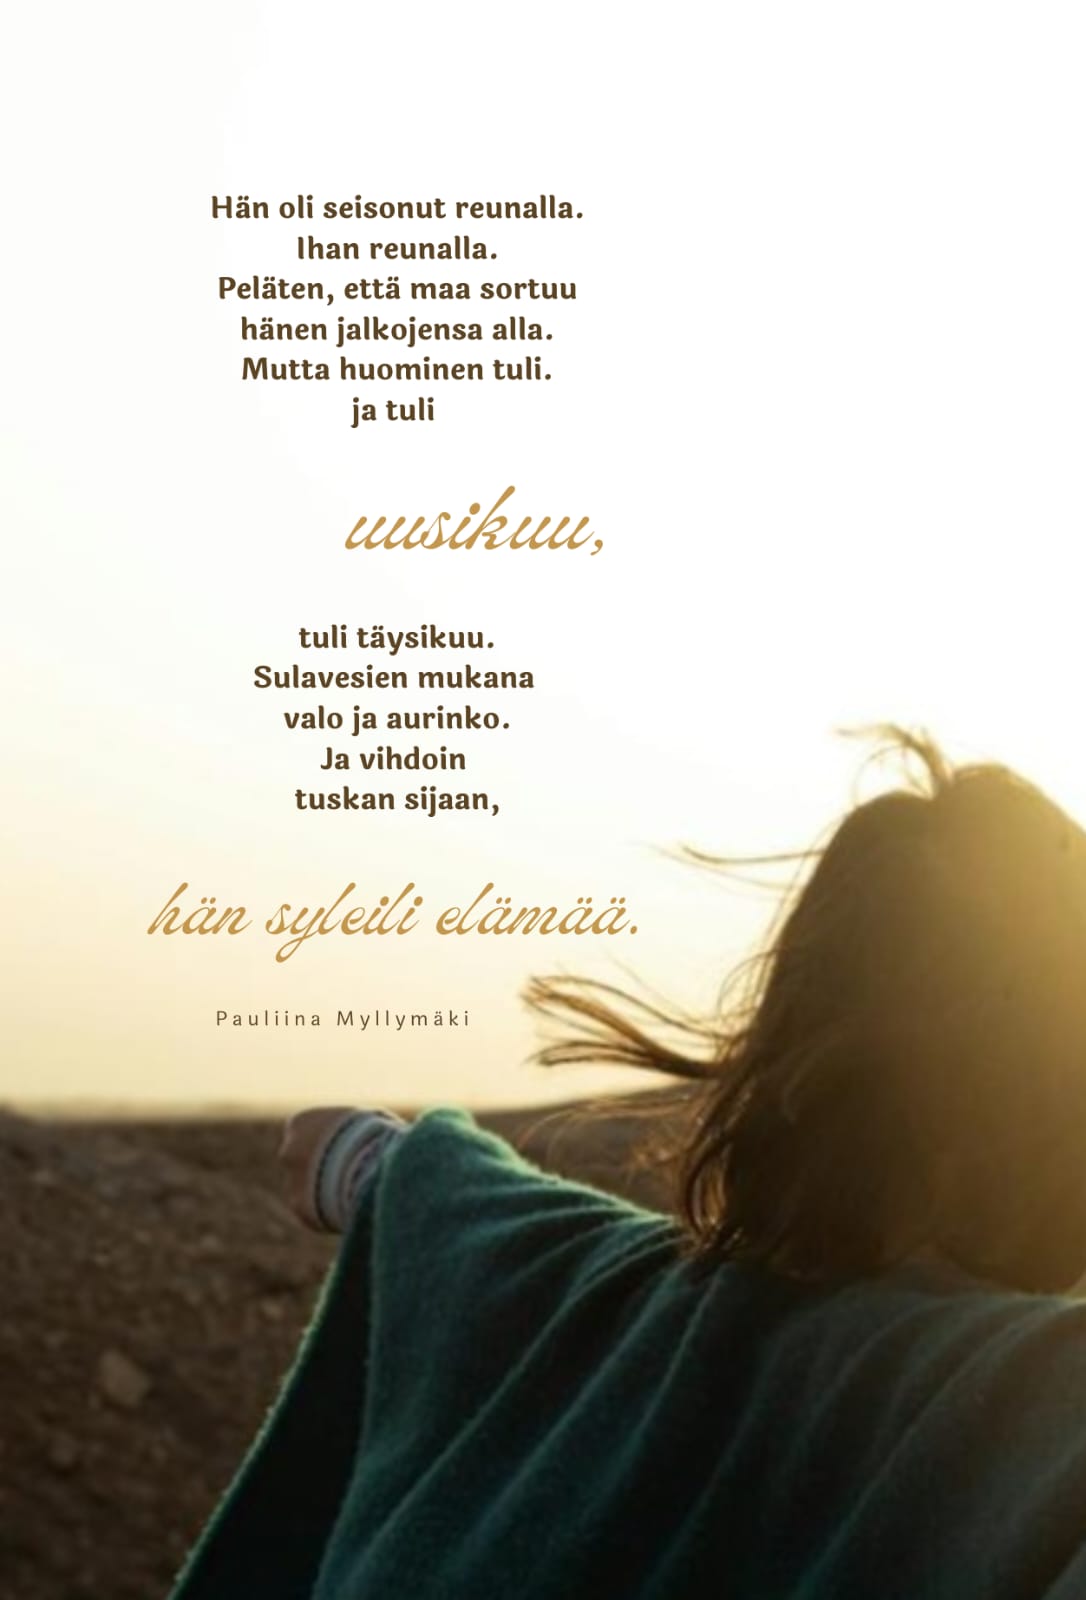 Hän oli seisonut reunalla.
Ihan reunalla.
Peläten, että maa sortuu
hänen jalkojensa alla.
Mutta huominen tuli.
ja tuli
uusikuu,
tuli täysikuu.
Sulavesien mukana
valo ja aurinko.
Ja vihdoin
tuskan sijaan,
hän syleili elämää.
Pauliina Myllymäki